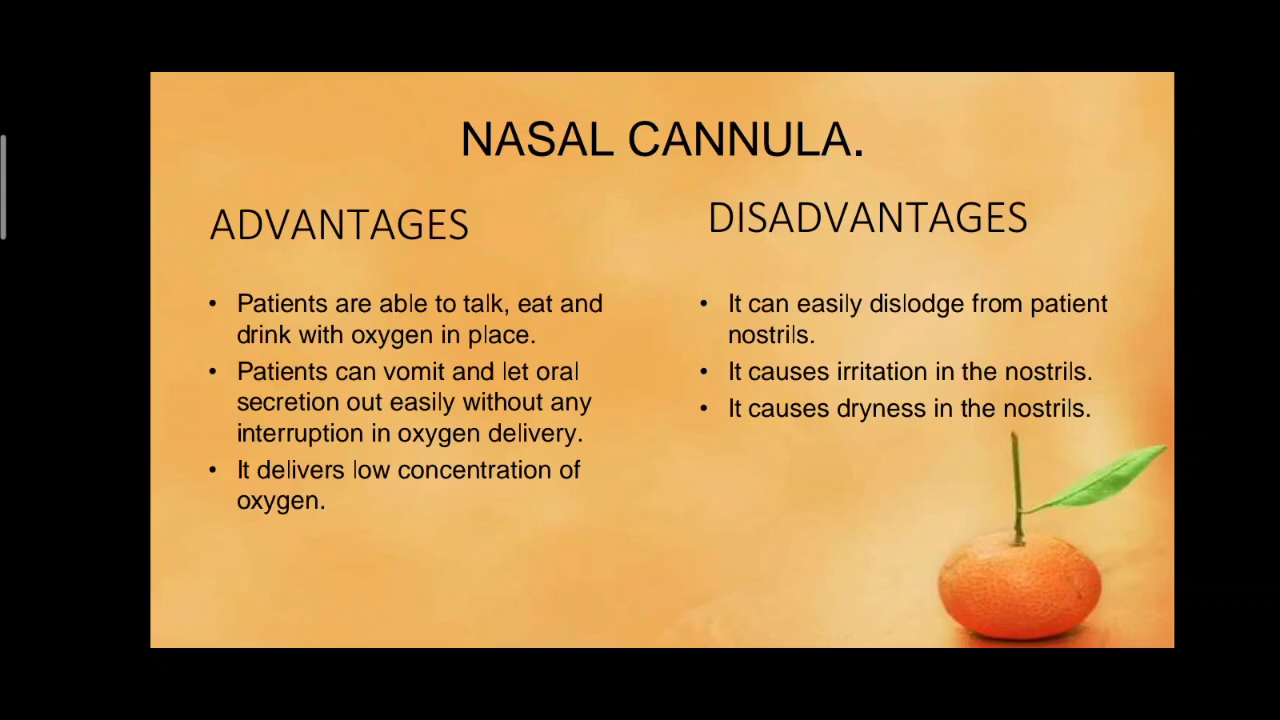 NASAL CANNULA.
ADVANTAGES
• Patients are able to talk, eat and
drink with oxygen in place.
• Patients can vomit and let oral
secretion out easily without any
interruption in oxygen delivery.
• It delivers low concentration of
oxygen.
DISADVANTAGES
• It can easily dislodge from patient
nostrils.
• It causes irritation in the nostrils.
• It causes dryness in the nostrils.